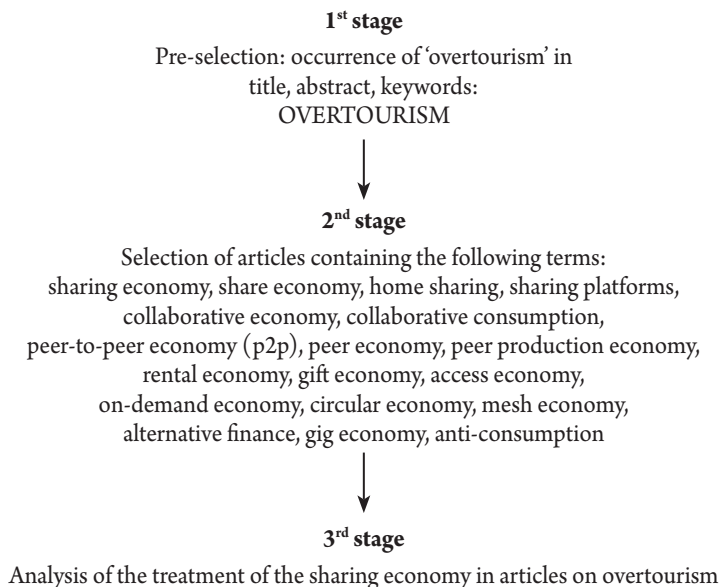 1st stage
Pre-selection: occurrence of ‘overtourism’ in
title, abstract, keywords:
OVERTOURISM
2nd stage
Selection of articles containing the following terms:
sharing economy, share economy, home sharing, sharing platforms,
collaborative economy, collaborative consumption,
peer-to-peer economy (p2p), peer economy, peer production economy,
rental economy, gift economy, access economy,
on-demand economy, circular economy, mesh economy,
alternative finance, gig economy, anti-consumption
3rd stage
Analysis of the treatment of the sharing economy in articles on overtourism